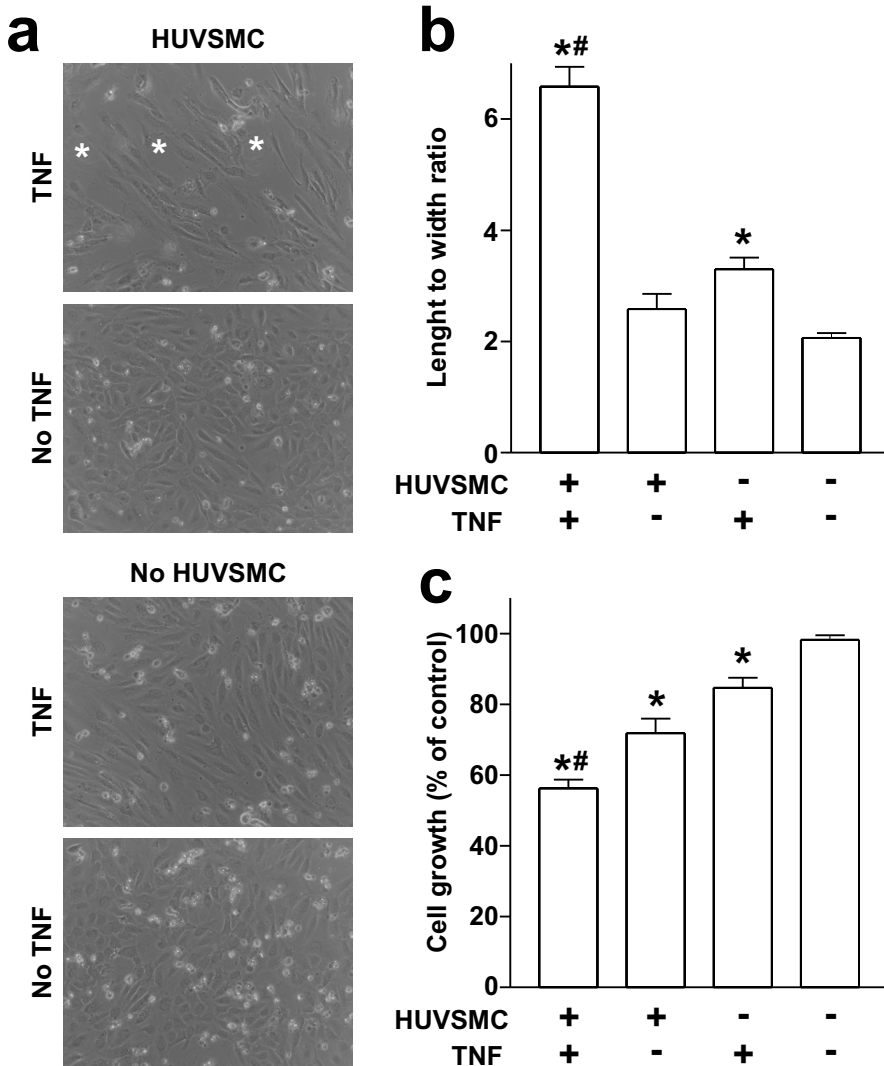 a
HUVSMC
TNF
* * *
No TNF
No HUVSMC
TNF
No TNF
b
Lenght to width ratio
6
4
2
0
*#
*
HUVSMC + + - -
TNF + - + -
c
Cell growth (% of control)
100
80
60
40
20
0
*#
*
*
HUVSMC + + - -
TNF + - + -